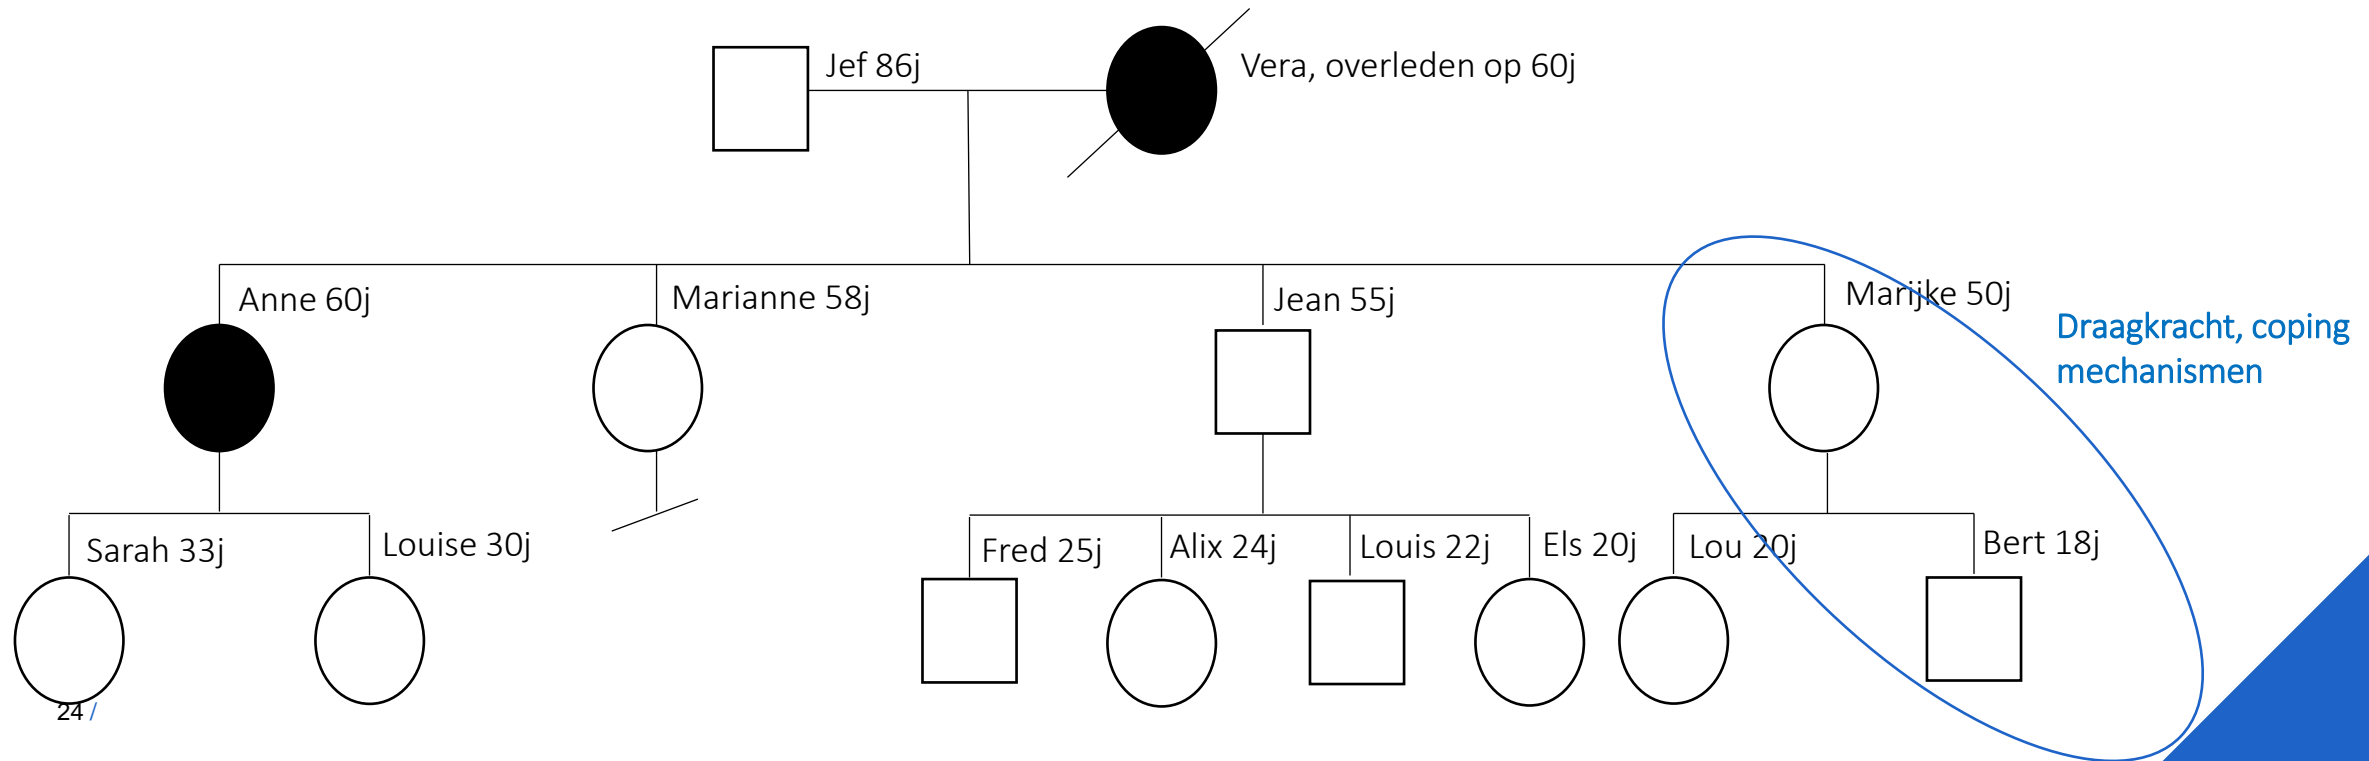 Jef 86j
Vera, overleden op 60j
Anne 60j
Marianne 58j
Jean 55j
Marijke 50j
Draagkracht, coping
mechanismen
Sarah 33j
Louise 30j
Fred 25j
Alix 24j
Louis 22j
Els 20j
Lou 20j
Bert 18j
24 /